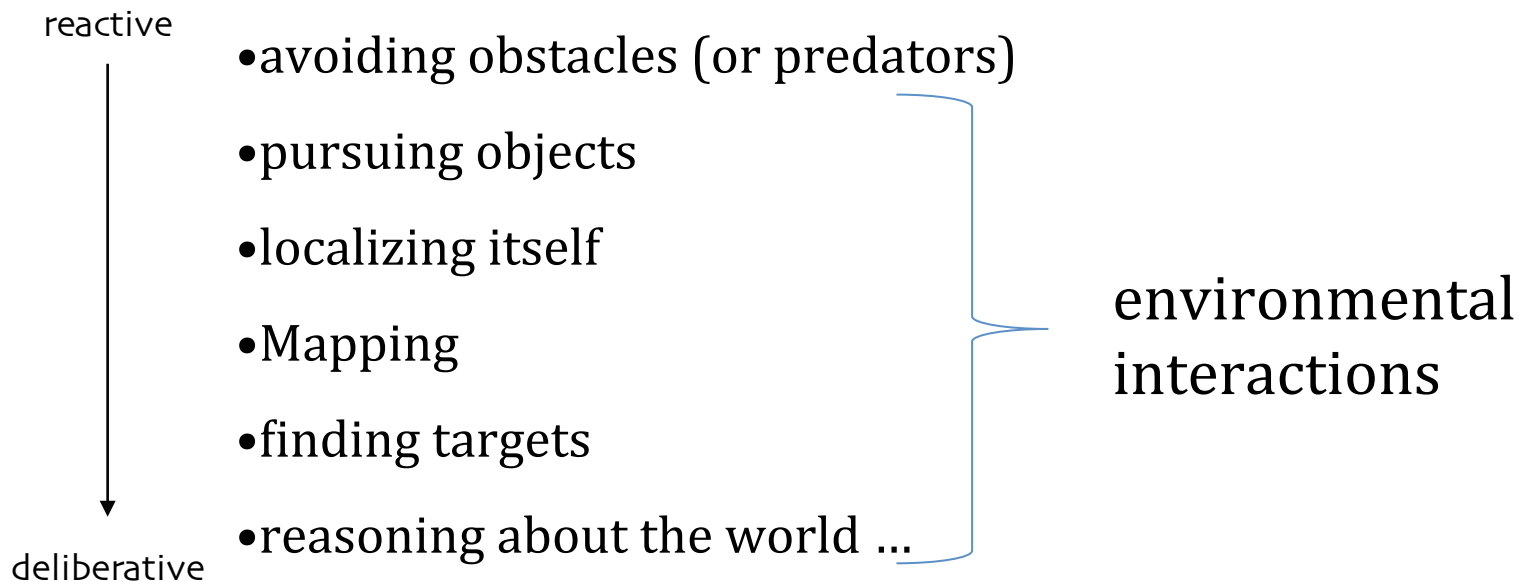 reactive
•avoiding obstacles (or predators)
•pursuing objects
•localizing itself
•Mapping
•finding targets
•reasoning about the world ...
deliberative
environmental
interactions